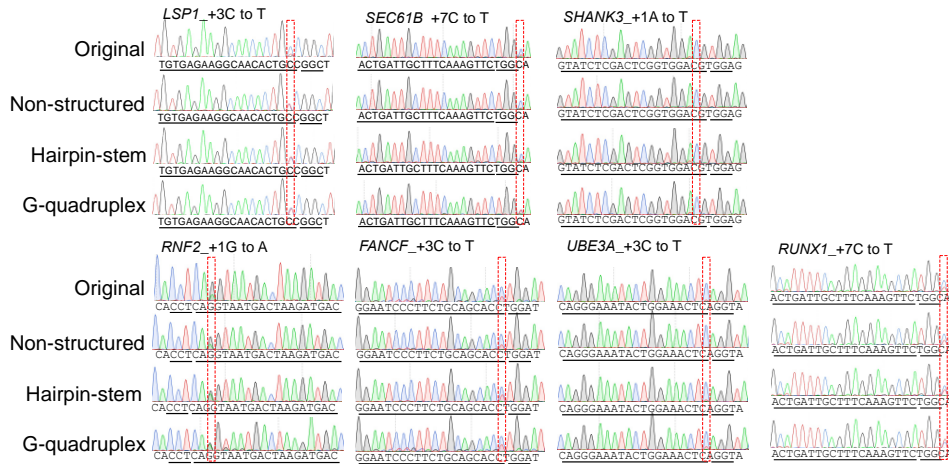 LSP1_+3C to T SEC61B +7C to T SHANK3_+1A to T
Original
TGTGAGAAGGCAACACTGCCGGCT ACTGATTGCTTTCAAAGTTCTGGCA GTATCTCGACTCGGTGGACGTGGAG
Non-structured
TGTGAGAAGGCAACACTGCCGGCT ACTGATTGCTTTCAAAGTTCTGGCA GTATCTCGACTCGGTGGACGTGGAG
Hairpin-stem
TGTGAGAAGGCAACACTGCCGGCT ACTGATTGCTTTCAAAGTTCTGGCA GTATCTCGACTCGGTGGACGTGGAG
G-quadruplex
TGTGAGAAGGCAACACTGCCGGCT ACTGATTGCTTTCAAAGTTCTGGCA GTATCTCGACTCGGTGGACGTGGAG
RNF2_+1G to A FANCF_+3C to T UBE3A_+3C to T RUNX1_+7C to T
Original
CACCTCAGGTAATGACTAAGATGAC GGAATCCCTTCTGCAGCACCTGGAT CAGGGAAATACTGGAAACTCAGGTA ACTGATTGCTTTCAAAGTTCTGGCA
Non-structured
CACCTCAGGTAATGACTAAGATGAC GGAATCCCTTCTGCAGCACCTGGAT CAGGGAAATACTGGAAACTCAGGTA ACTGATTGCTTTCAAAGTTCTGGCA
Hairpin-stem
CACCTCAGGTAATGACTAAGATGAC GGAATCCCTTCTGCAGCACCTGGAT CAGGGAAATACTGGAAACTCAGGTA ACTGATTGCTTTCAAAGTTCTGGCA
G-quadruplex
CACCTCAGGTAATGACTAAGATGAC GGAATCCCTTCTGCAGCACCTGGAT CAGGGAAATACTGGAAACTCAGGTA ACTGATTGCTTTCAAAGTTCTGGCA